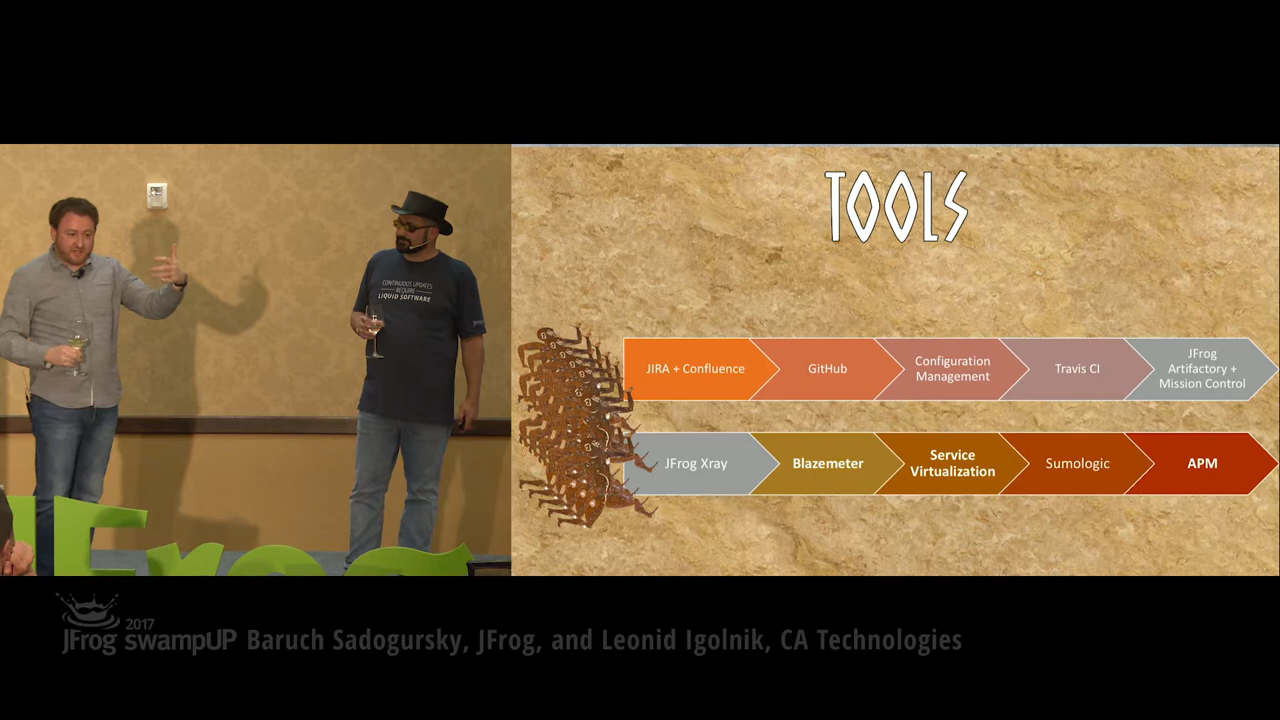 TOOLS
JIRA + Confluence
GitHub
Configuration
Management
Travis CI
JFrog
Artifactory +
Mission Control
JFrog Xray
Blazemeter
Service
Virtualization
Sumologic
APM
CONTINUOUS UPDATES
REQUIRE
LIQUID SOFTWARE
JFrog
2017
JFrog swampUP Baruch Sadogursky, JFrog, and Leonid Igolnik, CA Technologies